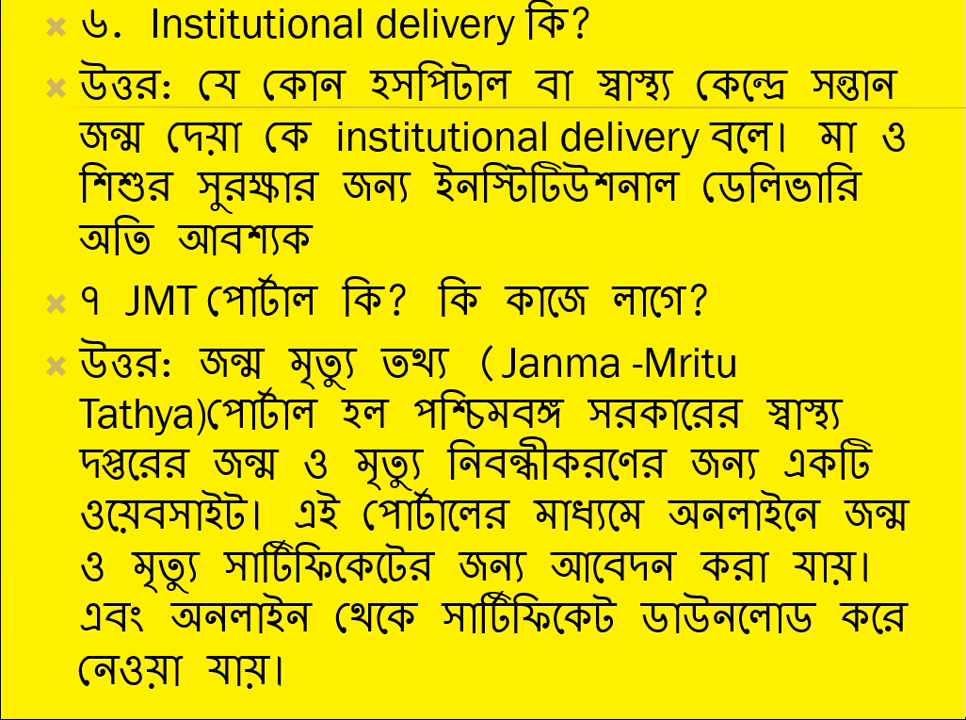 ৬. Institutional delivery কি?
উত্তর: যে কোন হসপিটাল বা স্বাস্থ্য কেন্দ্রে সন্তান
জন্ম দেয়া কে institutional delivery বলে। মা ও
শিশুর সুরক্ষার জন্য ইনস্টিটিউশনাল ডেলিভারি
অতি আবশ্যক
৭ JMT পোর্টাল কি? কি কাজে লাগে?
উত্তর: জন্ম মৃত্যু তথ্য ( Janma -Mritu
Tathya)পোর্টাল হল পশ্চিমবঙ্গ সরকারের স্বাস্থ্য
দপ্তরের জন্ম ও মৃত্যু নিবন্ধীকরণের জন্য একটি
ওয়েবসাইট। এই পোর্টালের মাধ্যমে অনলাইনে জন্ম
ও মৃত্যু সার্টিফিকেটের জন্য আবেদন করা যায়।
এবং অনলাইন থেকে সার্টিফিকেট ডাউনলোড করে
নেওয়া যায়।